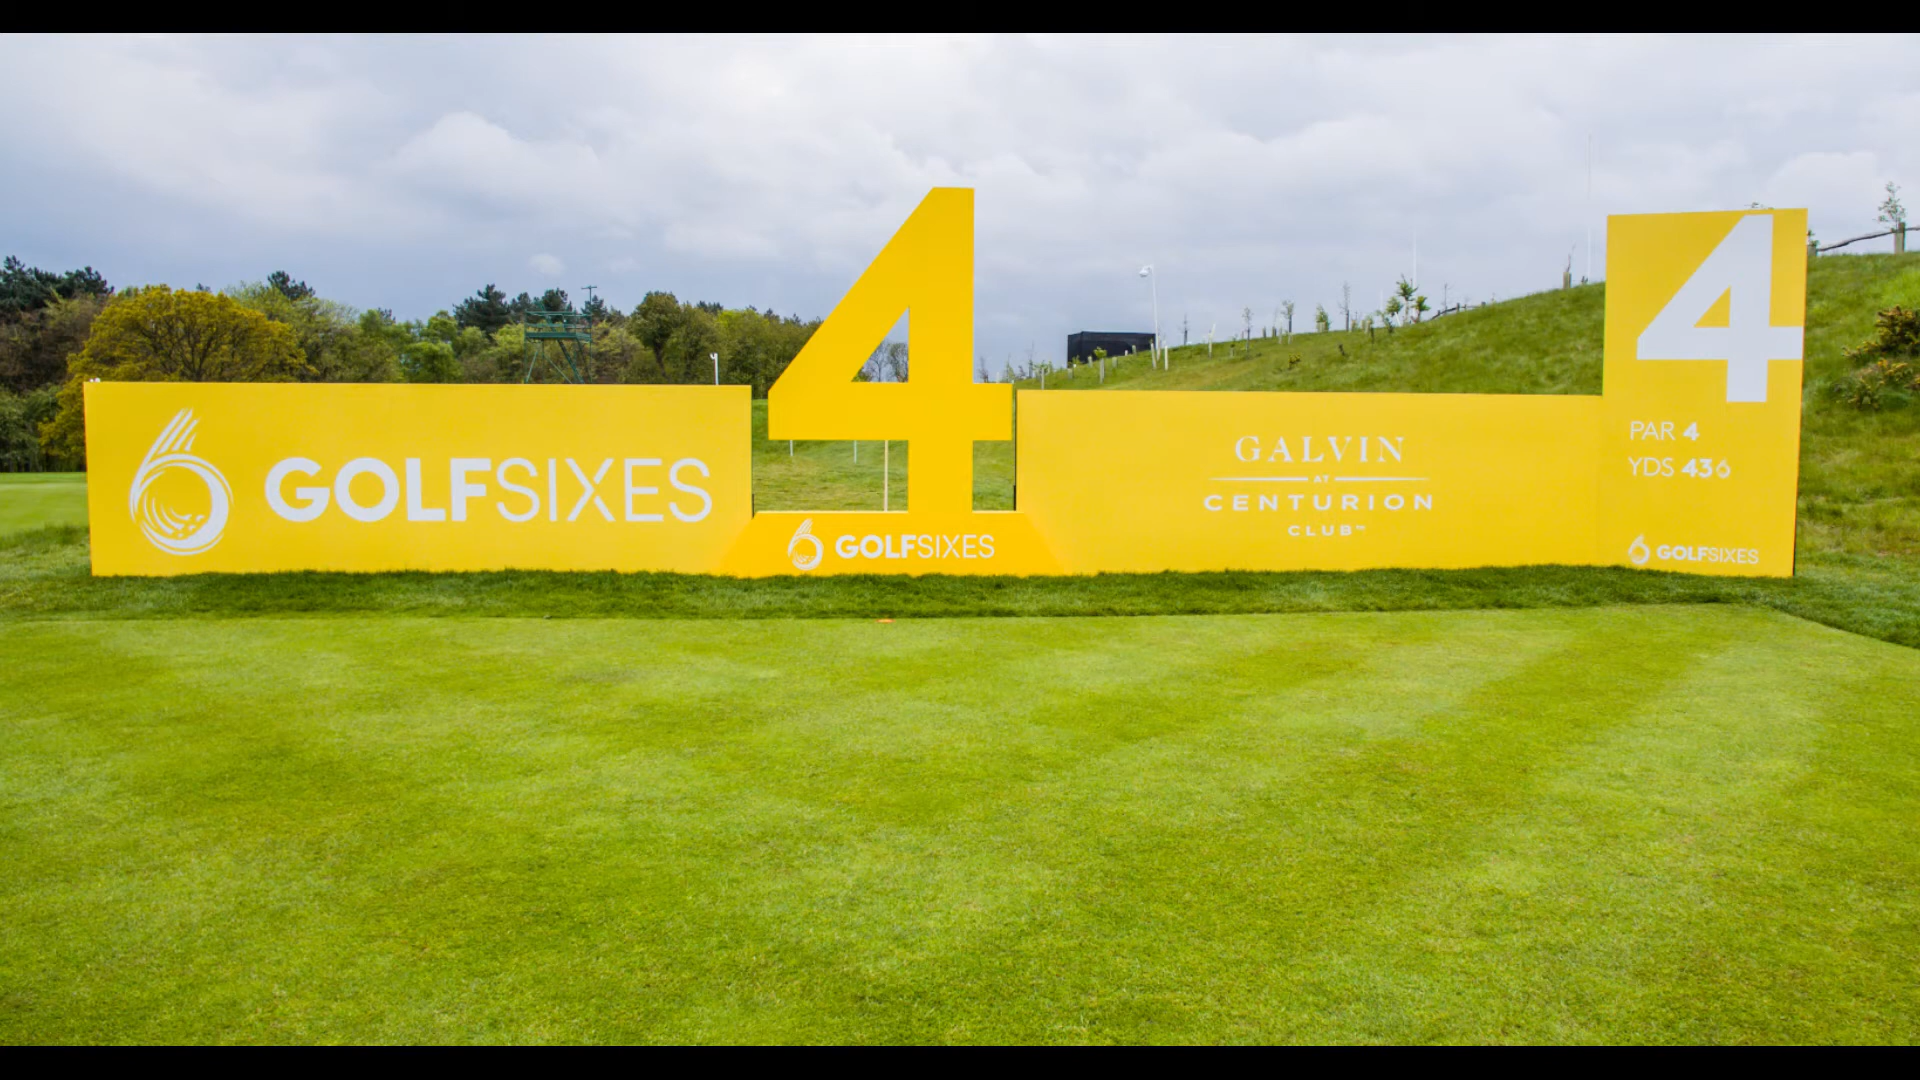 GOLFSIXES
4
GOLFSIXES
GALVIN
AT
CENTURION
CLUB™
4
PAR 4
YDS 436
GOLFSIXES